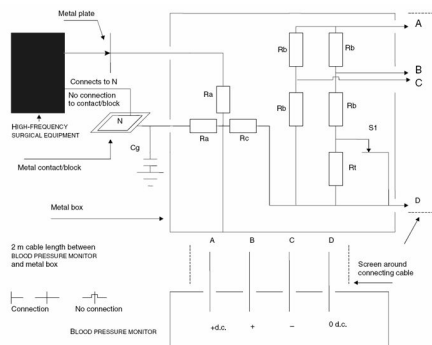 Metal plate
A
Rb
Rb
Connects to N
B
C
No connection
to contact/block
Ra
Rb
Rb
HIGH-FREQUENCY
SURGICAL EQUIPMENT
N
S1
Ra
Rc
Cg
Rt
Metal contact/block
Metal box
D
2 m cable length between
BLOOD PRESSURE MONITOR
and metal box
A
B
C
D
Screen around
connecting cable
Connection
No connection
+d.c.
+
–
0 d.c.
BLOOD PRESSURE MONITOR